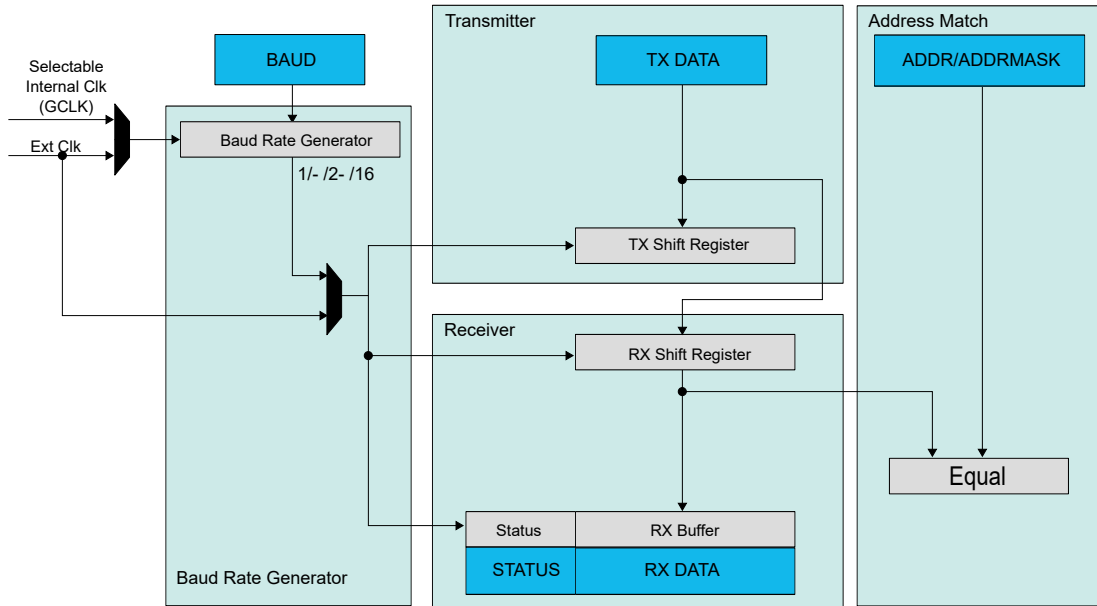 Transmitter
Address Match
BAUD
TX DATA
ADDR/ADDRMASK
Selectable
Internal Clk
(GCLK)
Ext Clk
Baud Rate Generator
1/- /2- /16
TX Shift Register
Receiver
RX Shift Register
Equal
Status
RX Buffer
STATUS
RX DATA
Baud Rate Generator